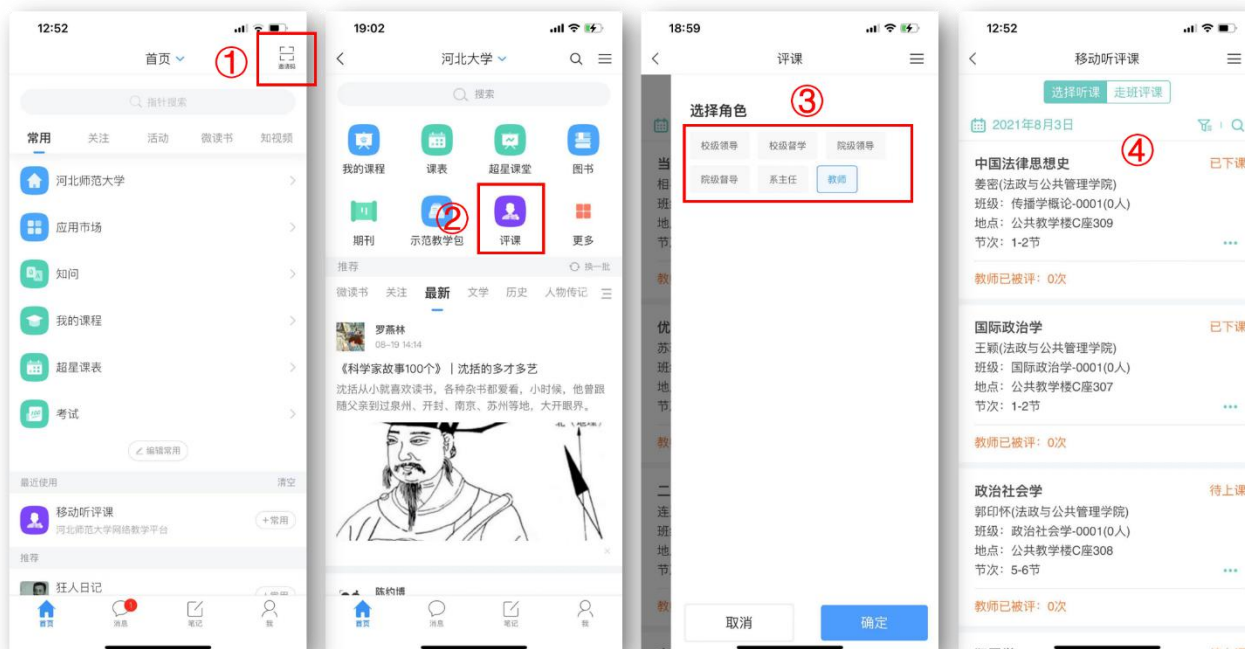 12:52
首页
①
邀请码
指针搜索
常用 关注 活动 微读书 知视频
河北师范大学
应用市场
知问
我的课程
超星课表
考试
编辑常用
最近使用 清空
移动听评课
+常用
河北师范大学网络教学平台
推荐
狂人日记
+常用
首页 消息 笔记 我
1
19:02
河北大学
搜索
我的课程 课表 超星课堂 图书
②
期刊 示范教学包 评课 更多
推荐 换一批
微读书 关注 最新 文学 历史 人物传记
罗燕林
08-19 14:14
《科学家故事100个》｜沈括的多才多艺
沈括从小就喜欢读书，各种杂书都爱看，小时候，他曾跟
随父亲到过泉州、开封、南京、苏州等地，大开眼界。
陈约博
首页 消息 笔记 我
18:59
评课
选择角色
③
校级领导 校级督学 院级领导
院级督导 系主任 教师
当
相
班
地
节
教
优
苏
班
地
节
教
二
连
班
地
节
教
取消 确定
12:52
移动听评课
选择听课 走班评课
2021年8月3日
④
中国法律思想史 已下课
姜密(法政与公共管理学院)
班级：传播学概论-0001(0人)
地点：公共教学楼C座309
节次：1-2节
教师已被评：0次
国际政治学 已下课
王颖(法政与公共管理学院)
班级：国际政治学-0001(0人)
地点：公共教学楼C座307
节次：1-2节
教师已被评：0次
政治社会学 待上课
郭印怀(法政与公共管理学院)
班级：政治社会学-0001(0人)
地点：公共教学楼C座308
节次：5-6节
教师已被评：0次